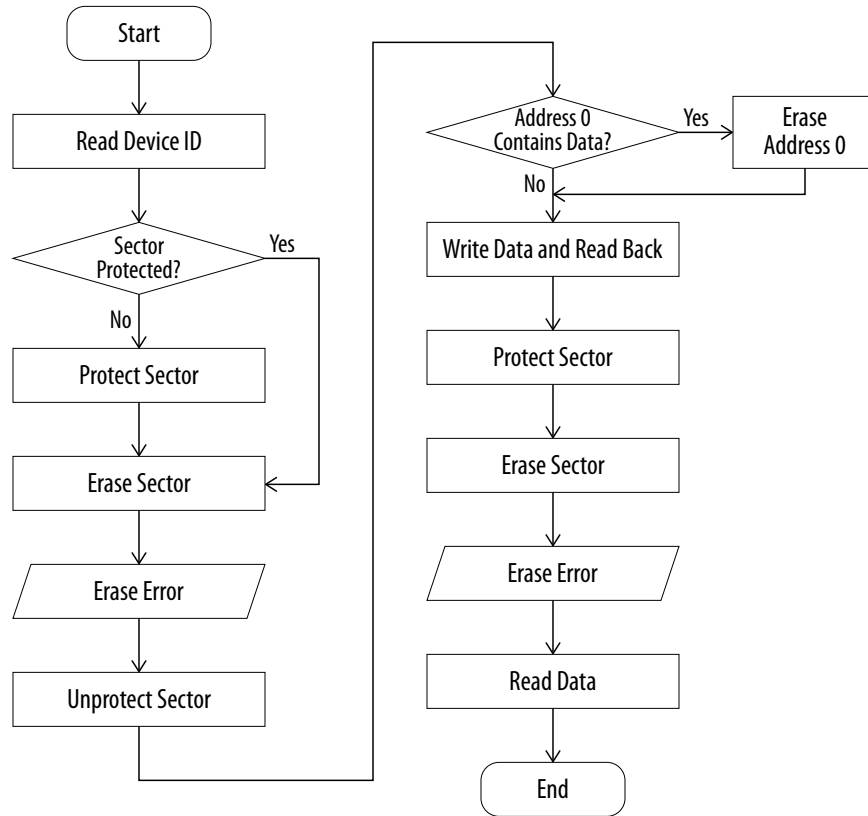 Start
Read Device ID
Sector
Protected?
Yes
No
Protect Sector
Erase Sector
Erase Error
Unprotect Sector
Address 0
Contains Data?
Yes
Erase
Address 0
No
Write Data and Read Back
Protect Sector
Erase Sector
Erase Error
Read Data
End